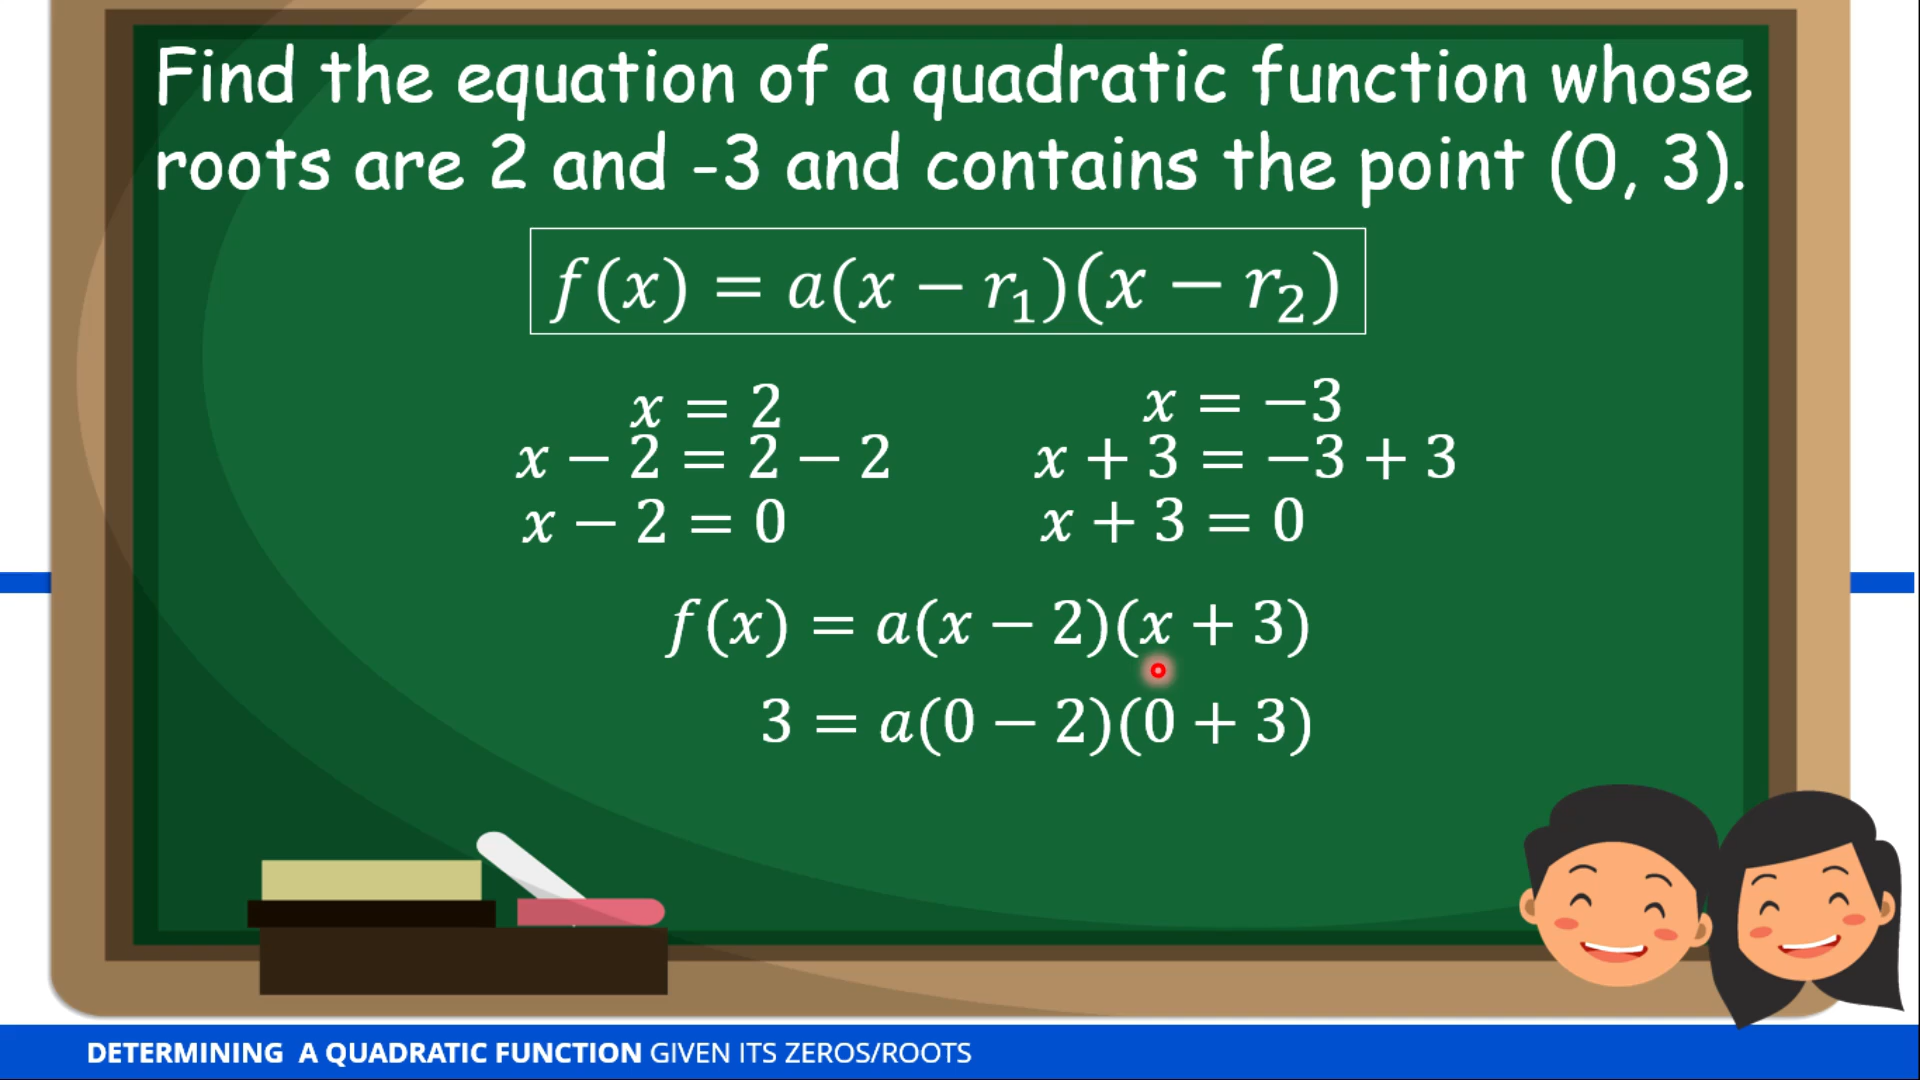 Find the equation of a quadratic function whose
roots are 2 and -3 and contains the point (0, 3).
f(x) = a(x − r₁)(x − r₂)
x = 2
x − 2 = 2 − 2
x − 2 = 0
x = −3
x + 3 = −3 + 3
x + 3 = 0
f(x) = a(x − 2)(x + 3)
3 = a(0 − 2)(0 + 3)
DETERMINING A QUADRATIC FUNCTION GIVEN ITS ZEROS/ROOTS